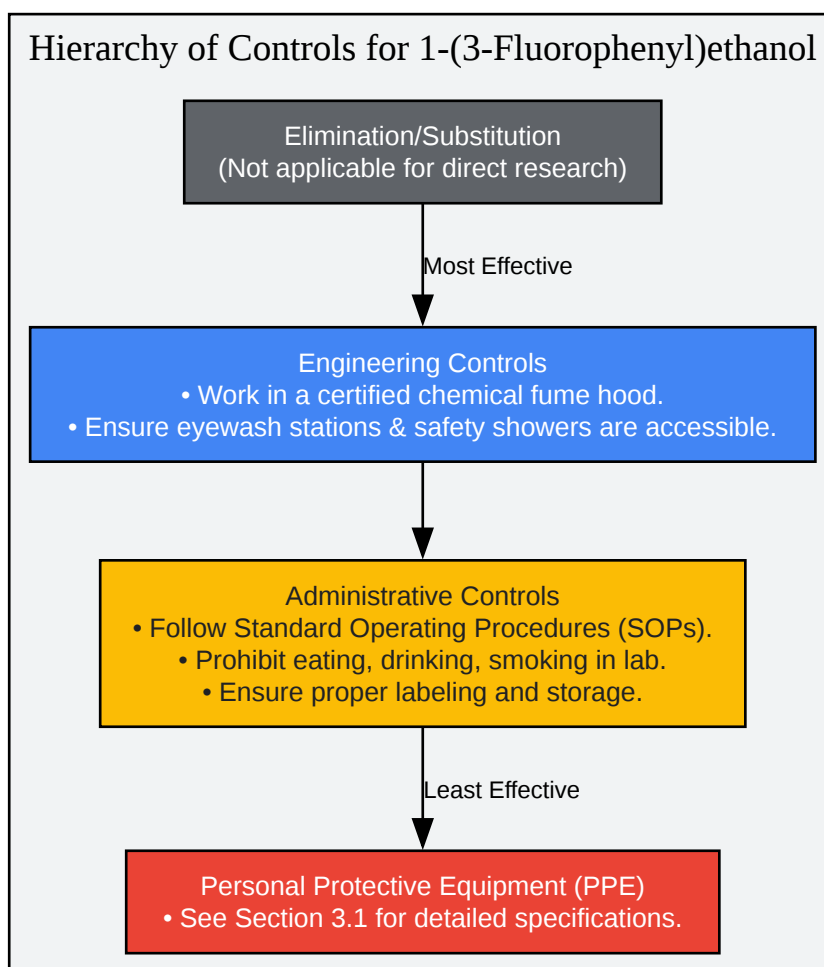 Hierarchy of Controls for 1-(3-Fluorophenyl)ethanol
Elimination/Substitution
(Not applicable for direct research)
Most Effective
Engineering Controls
• Work in a certified chemical fume hood.
• Ensure eyewash stations & safety showers are accessible.
Administrative Controls
• Follow Standard Operating Procedures (SOPs).
• Prohibit eating, drinking, smoking in lab.
• Ensure proper labeling and storage.
Least Effective
Personal Protective Equipment (PPE)
• See Section 3.1 for detailed specifications.